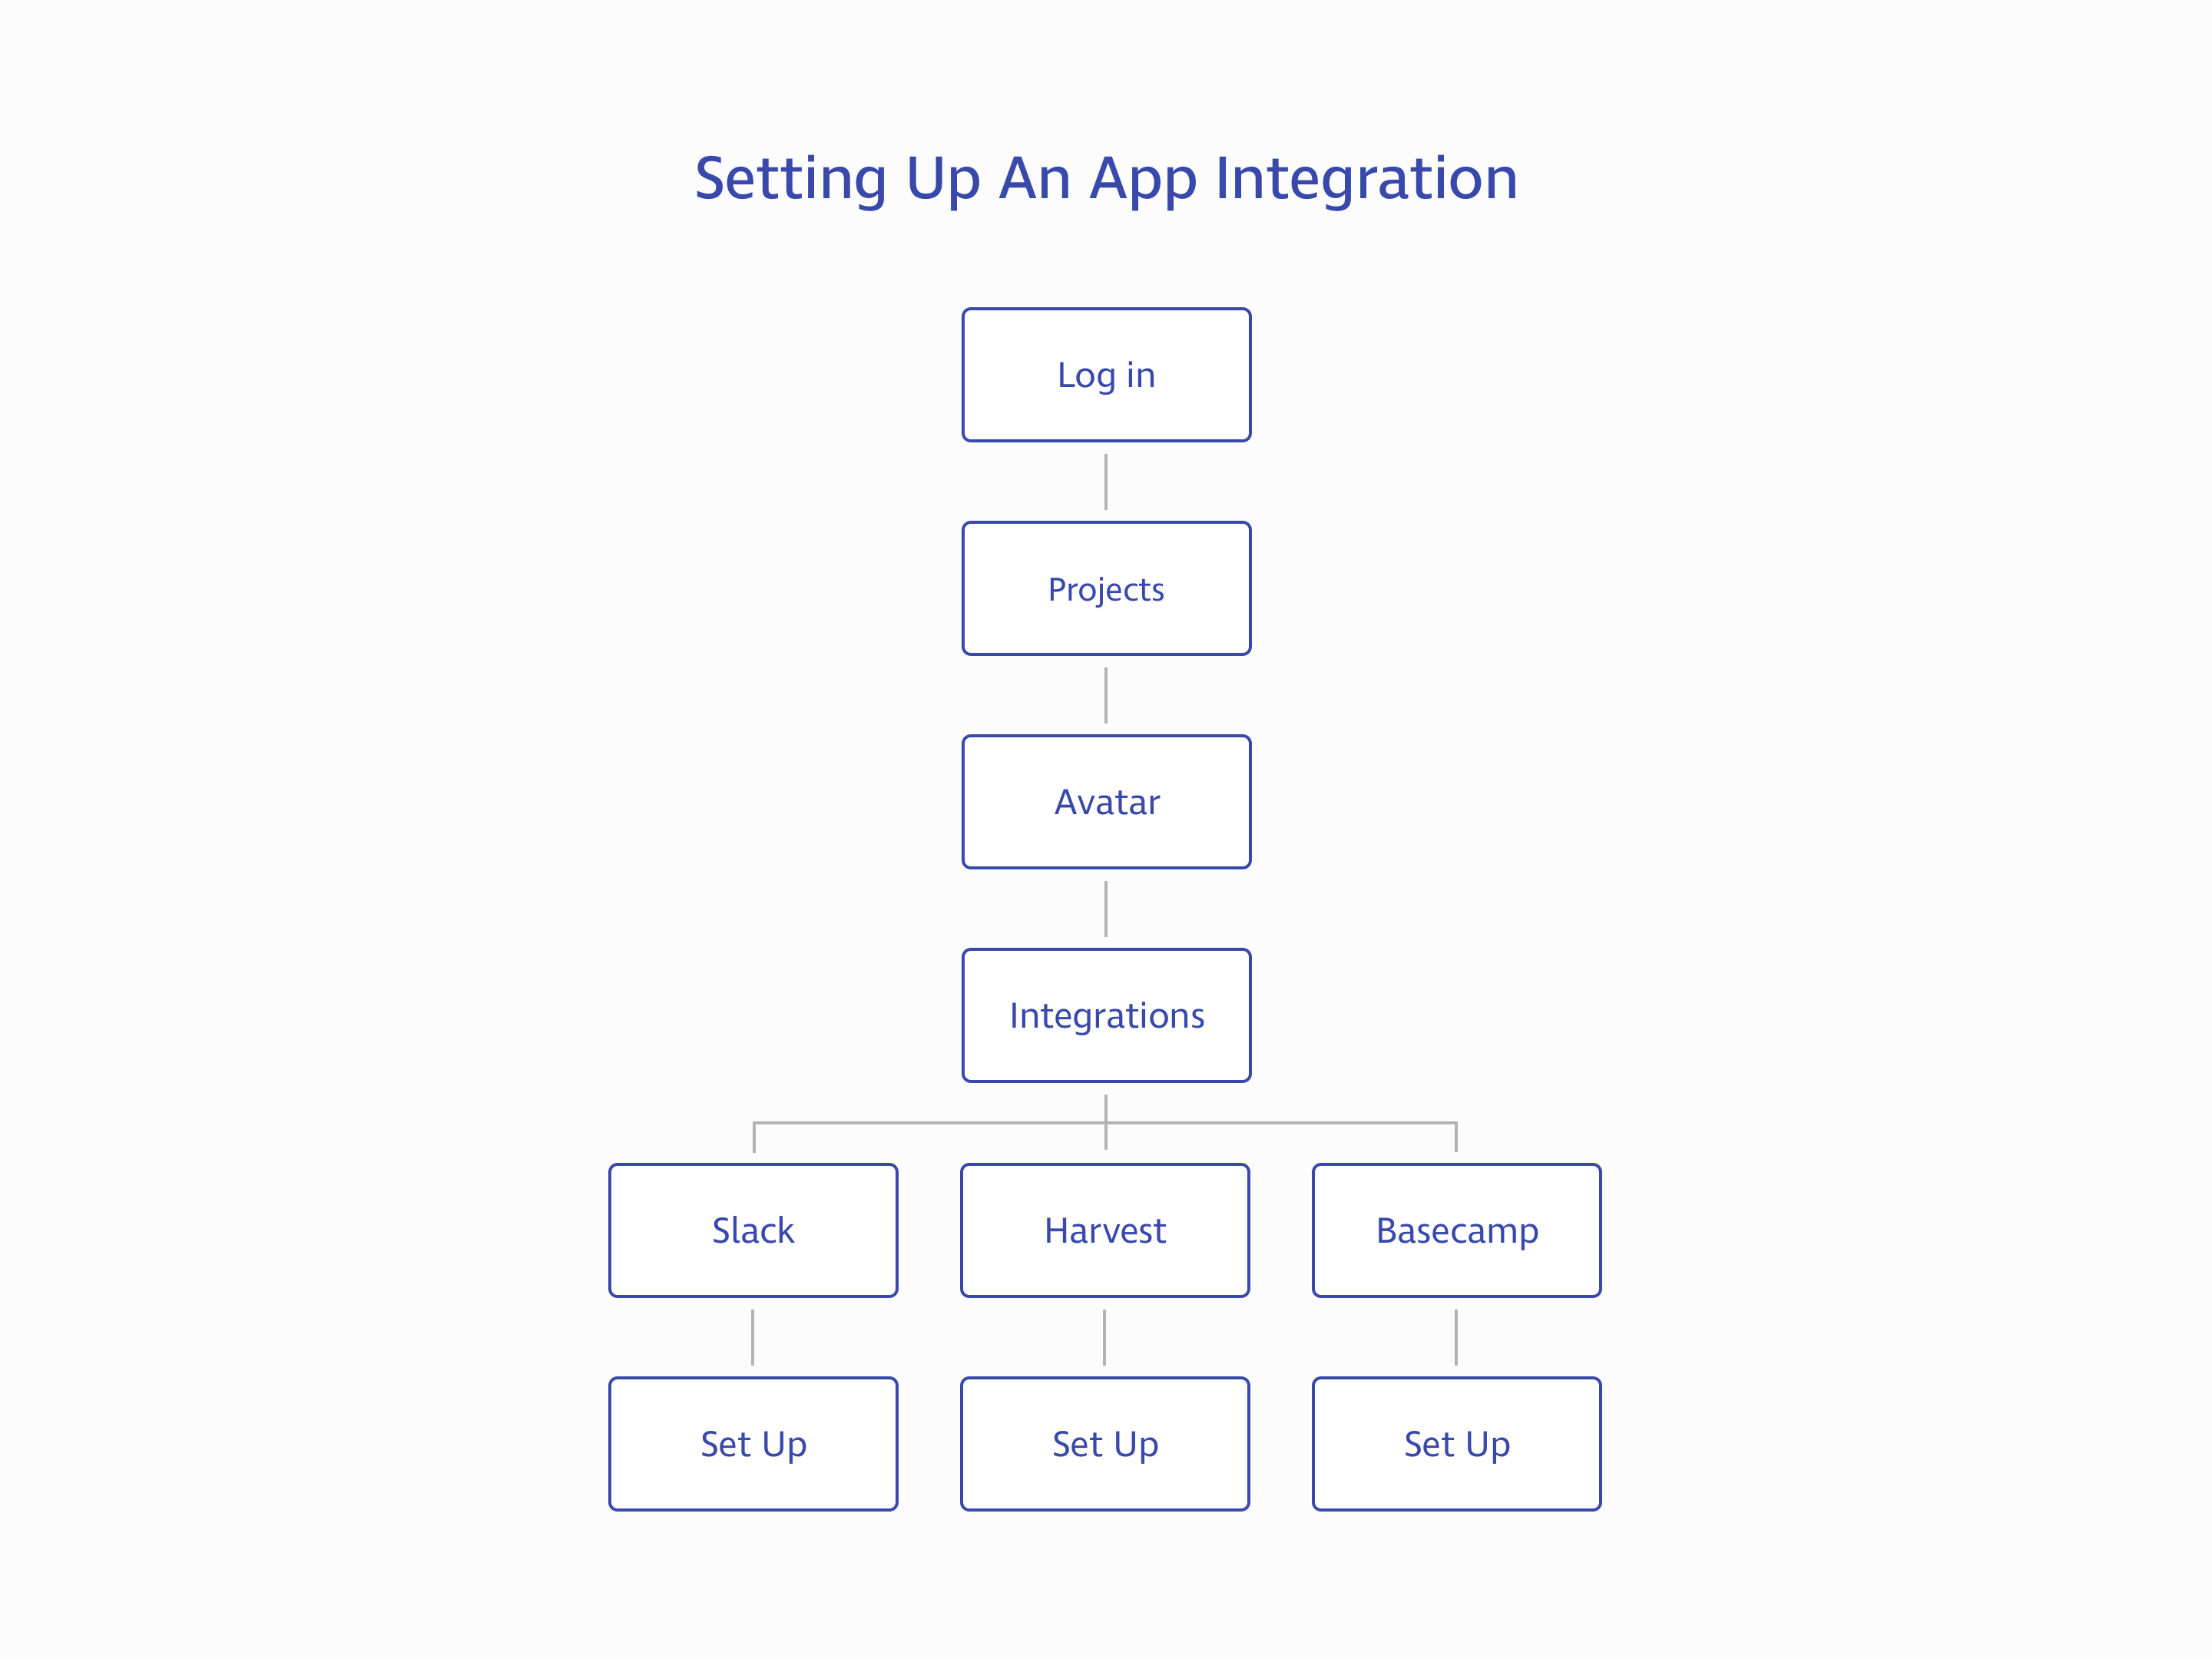 Setting Up An App Integration
Log in
Projects
Avatar
Integrations
Slack
Harvest
Basecamp
Set Up
Set Up
Set Up